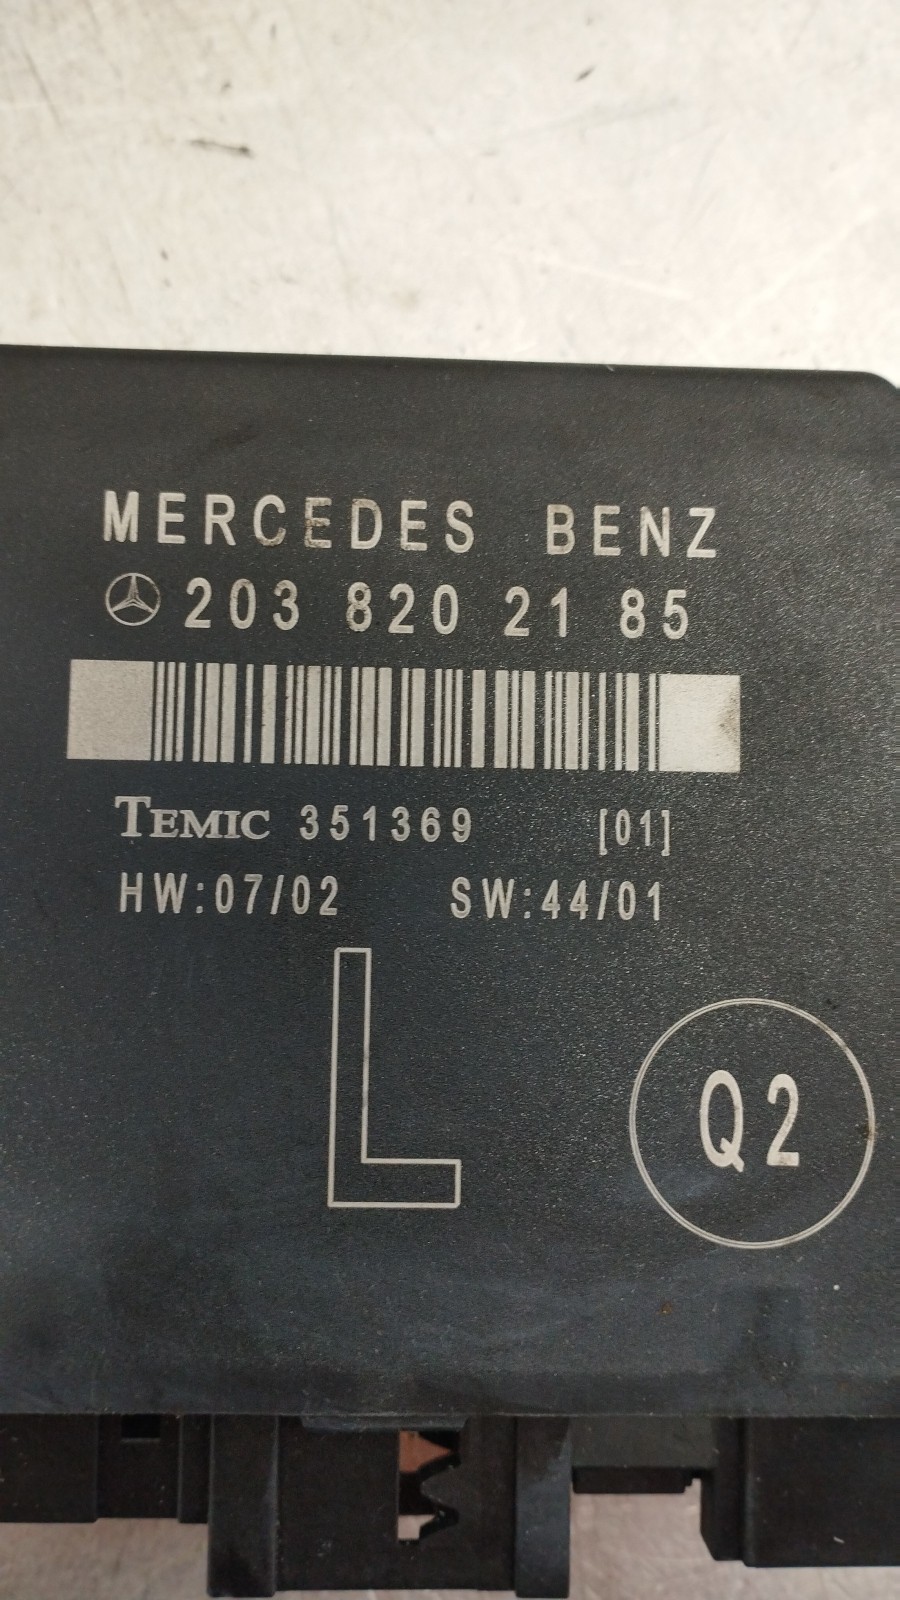 MERCEDES BENZ
203 820 21 85
TEMIC 351369 [01]
HW:07/02 SW:44/01
L
Q2